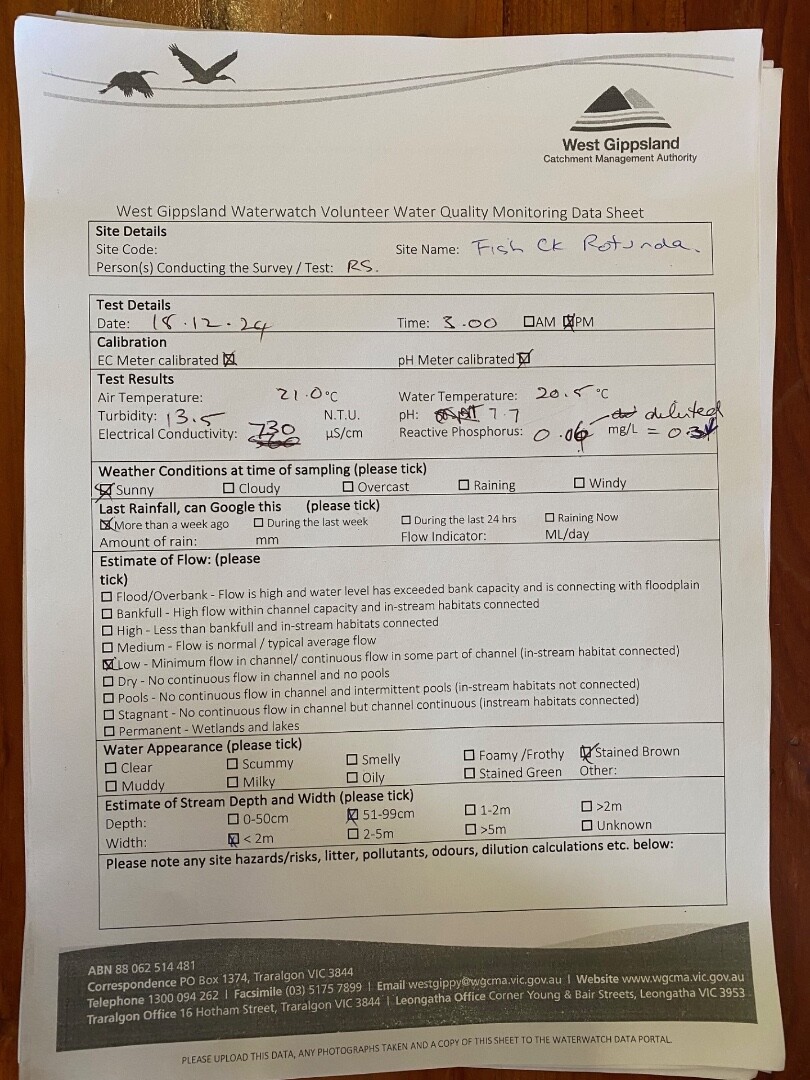 West Gippsland
Catchment Management Authority
West Gippsland Waterwatch Volunteer Water Quality Monitoring Data Sheet
Site Details
Site Code: Site Name: Fish Ck Rotunda.
Person(s) Conducting the Survey / Test: RS.
Test Details
Date: 18.12.24 Time: 3.00 ☐AM ☒PM
Calibration
EC Meter calibrated ☒ pH Meter calibrated ☒
Test Results
Air Temperature: 21.0°C Water Temperature: 20.5 °C
Turbidity: 13.5 N.T.U. pH: 7.7 diluted
Electrical Conductivity: 730 µS/cm Reactive Phosphorus: 0.06 mg/L =
Weather Conditions at time of sampling (please tick)
☒ Sunny ☐ Cloudy ☐ Overcast ☐ Raining ☐ Windy
Last Rainfall, can Google this (please tick)
☒ More than a week ago ☐ During the last week ☐ During the last 24 hrs ☐ Raining Now
Amount of rain: mm Flow Indicator: ML/day
Estimate of Flow: (please
tick)
☐ Flood/Overbank - Flow is high and water level has exceeded bank capacity and is connecting with floodplain
☐ Bankfull - High flow within channel capacity and in-stream habitats connected
☐ High - Less than bankfull and in-stream habitats connected
☐ Medium - Flow is normal / typical average flow
☒ Low - Minimum flow in channel/ continuous flow in some part of channel (in-stream habitat connected)
☐ Dry - No continuous flow in channel and no pools
☐ Pools - No continuous flow in channel and intermittent pools (in-stream habitats not connected)
☐ Stagnant - No continuous flow in channel but channel continuous (instream habitats connected)
☐ Permanent - Wetlands and lakes
Water Appearance (please tick)
☐ Clear ☐ Scummy ☐ Smelly ☐ Foamy /Frothy ☒ Stained Brown
☐ Muddy ☐ Milky ☐ Oily ☐ Stained Green Other:
Estimate of Stream Depth and Width (please tick)
Depth: ☐ 0-50cm ☒ 51-99cm ☐ 1-2m ☐ >2m
Width: ☒ < 2m ☐ 2-5m ☐ >5m ☐ Unknown
Please note any site hazards/risks, litter, pollutants, odours, dilution calculations etc. below:
ABN 88 062 514 481
Correspondence PO Box 1374, Traralgon VIC 3844
Telephone 1300 094 262 | Facsimile (03) 5175 7899 | Email westgippy@wgcma.vic.gov.au | Website www.wgcma.vic.gov.au
Traralgon Office 16 Hotham Street, Traralgon VIC 3844 | Leongatha Office Corner Young & Bair Streets, Leongatha VIC 3953
PLEASE UPLOAD THIS DATA, ANY PHOTOGRAPHS TAKEN AND A COPY OF THIS SHEET TO THE WATERWATCH DATA PORTAL.